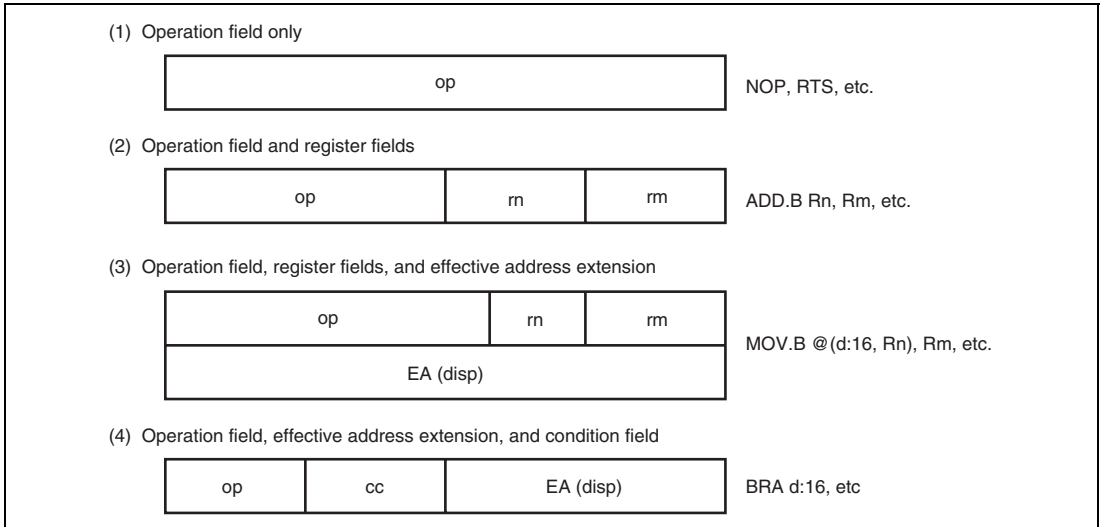 (1) Operation field only
op
NOP, RTS, etc.
(2) Operation field and register fields
op rn rm
ADD.B Rn, Rm, etc.
(3) Operation field, register fields, and effective address extension
op rn rm
MOV.B @(d:16, Rn), Rm, etc.
EA (disp)
(4) Operation field, effective address extension, and condition field
op cc EA (disp)
BRA d:16, etc